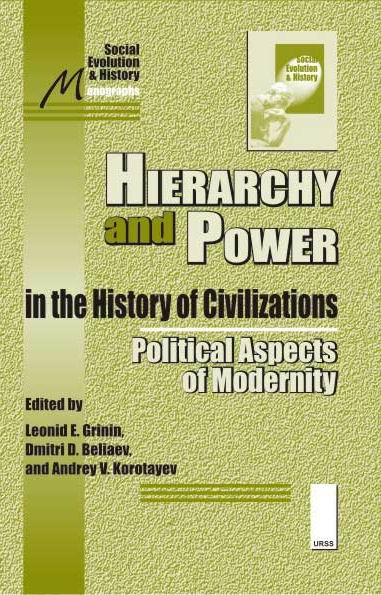 Social
Evolution
& History
Monographs
Social
Evolution
& History
HIERARCHY
and POWER
in the History of Civilizations
Political Aspects
of Modernity
Edited by
Leonid E. Grinin,
Dmitri D. Beliaev,
and Andrey V. Korotayev
URSS